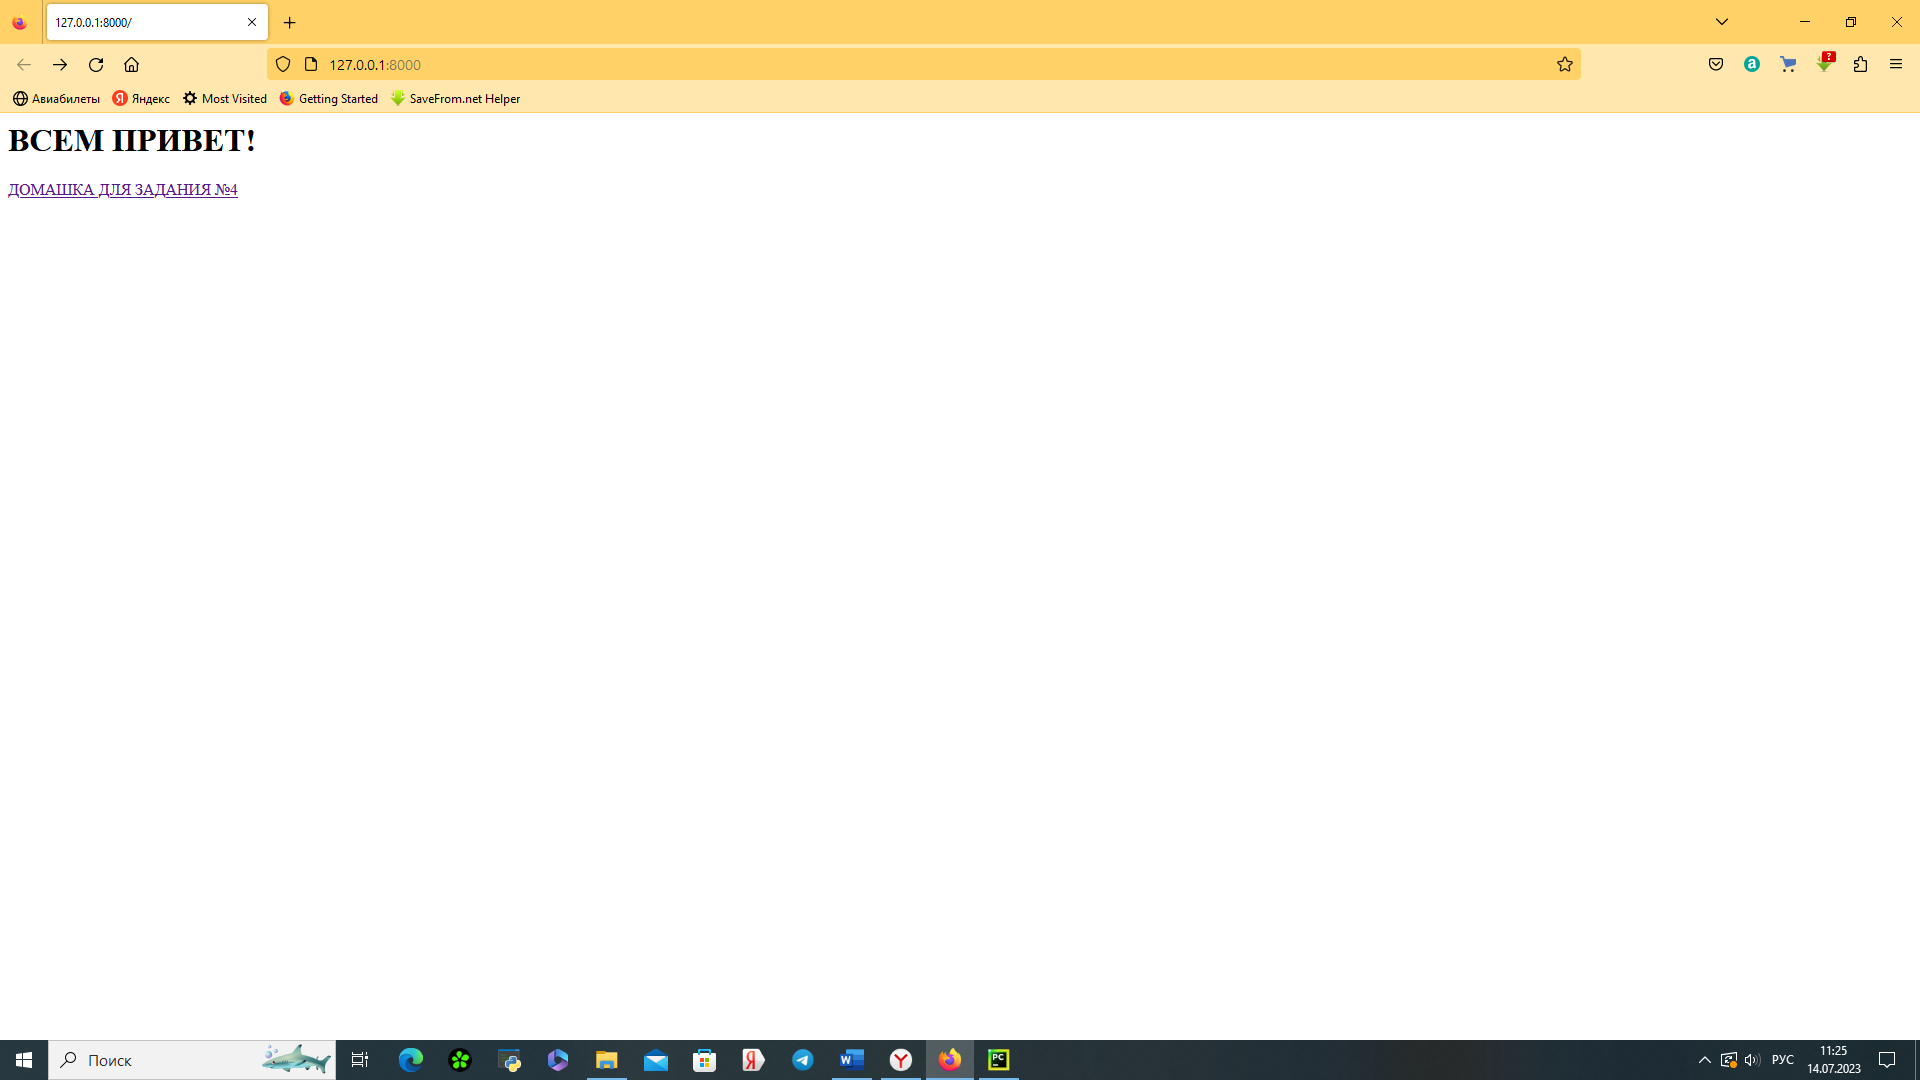 127.0.0.1:8000/
127.0.0.1:8000
Авиабилеты Яндекс Most Visited Getting Started SaveFrom.net Helper
ВСЕМ ПРИВЕТ!
ДОМАШКА ДЛЯ ЗАДАНИЯ №4
Поиск
РУС
11:25
14.07.2023